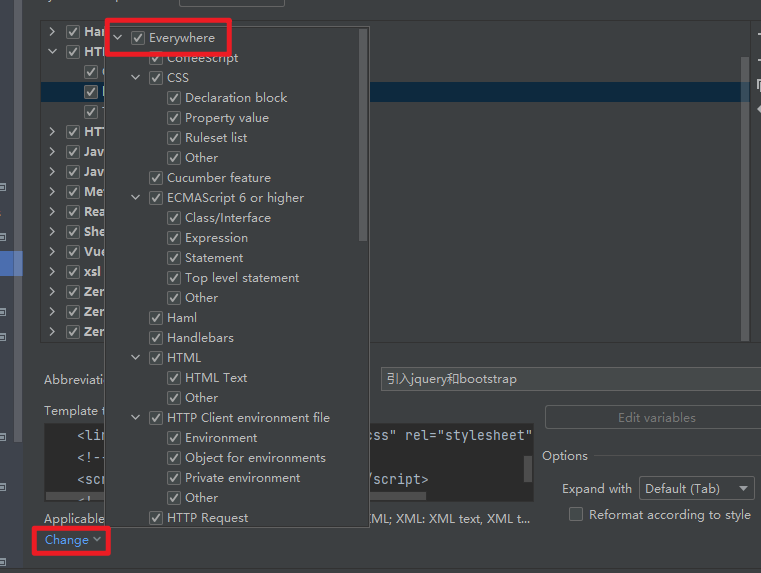 Har
HTI
HTT
Jav
Jav
Me
Rea
She
Vue
xsl
Zer
Zer
Zer
Everywhere
CoffeeScript
CSS
Declaration block
Property value
Ruleset list
Other
Cucumber feature
ECMAScript 6 or higher
Class/Interface
Expression
Statement
Top level statement
Other
Haml
Handlebars
HTML
HTML Text
Other
HTTP Client environment file
Environment
Object for environments
Private environment
Other
HTTP Request
Abbreviati
引入jquery和bootstrap
Template t
Edit variables
<lin css" rel="stylesheet"
<!--
<scr /script>
Options
Expand with Default (Tab)
Reformat according to style
Applicable ML; XML: XML text, XML t...
Change